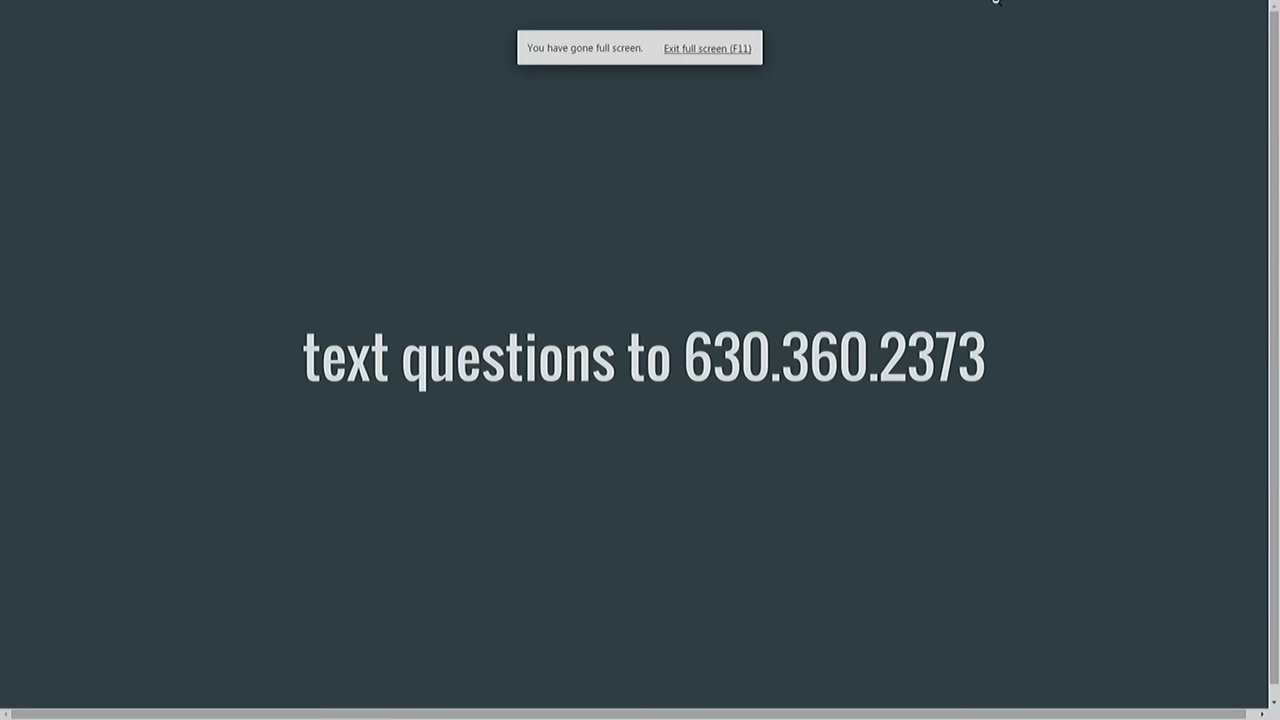 You have gone full screen. Exit full screen (F11)
text questions to 630.360.2373